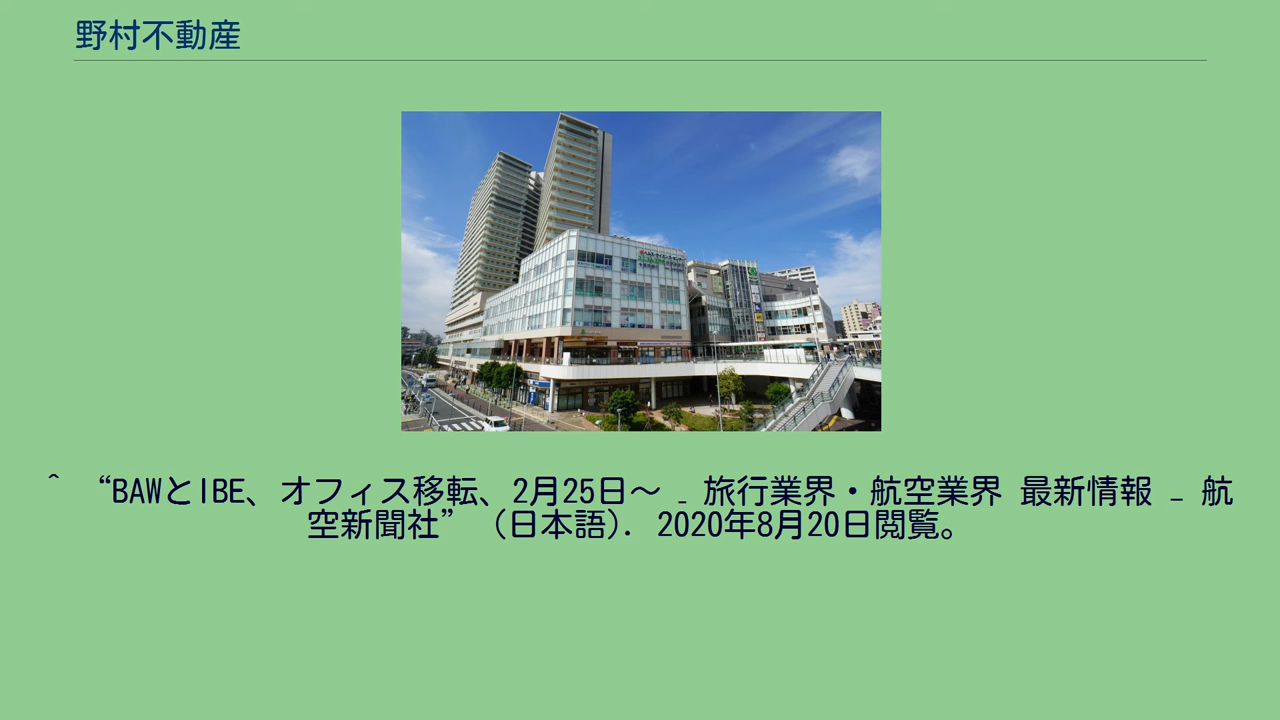 野村不動産
^ “BAWとIBE、オフィス移転、2月25日〜 - 旅行業界・航空業界 最新情報 − 航
空新聞社” (日本語). 2020年8月20日閲覧。